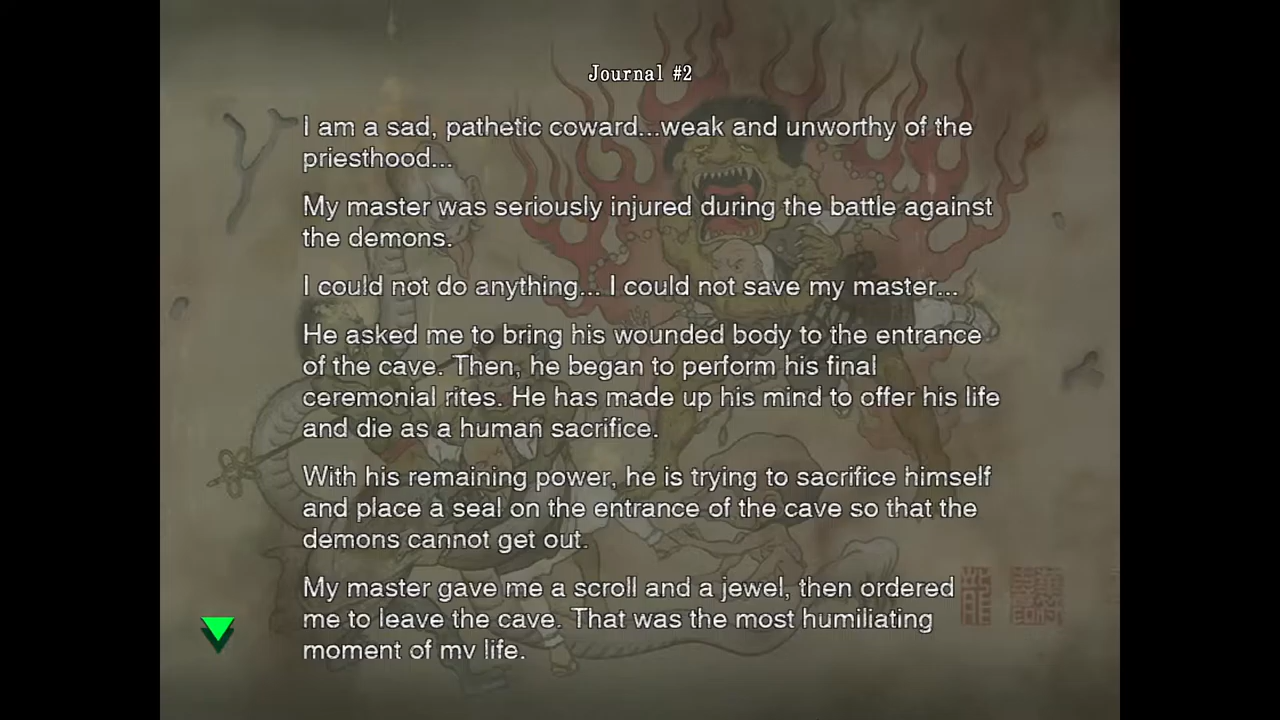 Journal #2
I am a sad, pathetic coward...weak and unworthy of the
priesthood...
My master was seriously injured during the battle against
the demons.
I could not do anything... I could not save my master...
He asked me to bring his wounded body to the entrance
of the cave. Then, he began to perform his final
ceremonial rites. He has made up his mind to offer his life
and die as a human sacrifice.
With his remaining power, he is trying to sacrifice himself
and place a seal on the entrance of the cave so that the
demons cannot get out.
My master gave me a scroll and a jewel, then ordered
me to leave the cave. That was the most humiliating
moment of my life.